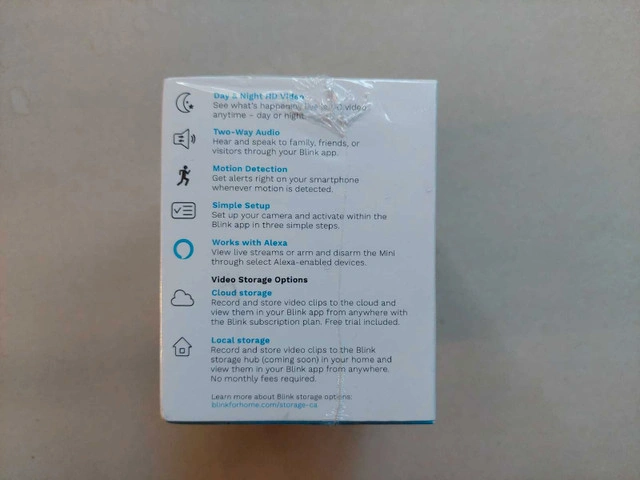 Day & Night HD Video
See what's happening video
anytime – day or night.
Two-Way Audio
Hear and speak to family, friends, or
visitors through your Blink app.
Motion Detection
Get alerts right on your smartphone
whenever motion is detected.
Simple Setup
Set up your camera and activate within the
Blink app in three simple steps.
Works with Alexa
View live streams or arm and disarm the Mini
through select Alexa-enabled devices.
Video Storage Options
Cloud storage
Record and store video clips to the cloud and
view them in your Blink app from anywhere with
the Blink subscription plan. Free trial included.
Local storage
Record and store video clips to the Blink
storage hub (coming soon) in your home and
view them in your Blink app from anywhere.
No monthly fees required.
Learn more about Blink storage options:
blinkforhome.com/storage-ca